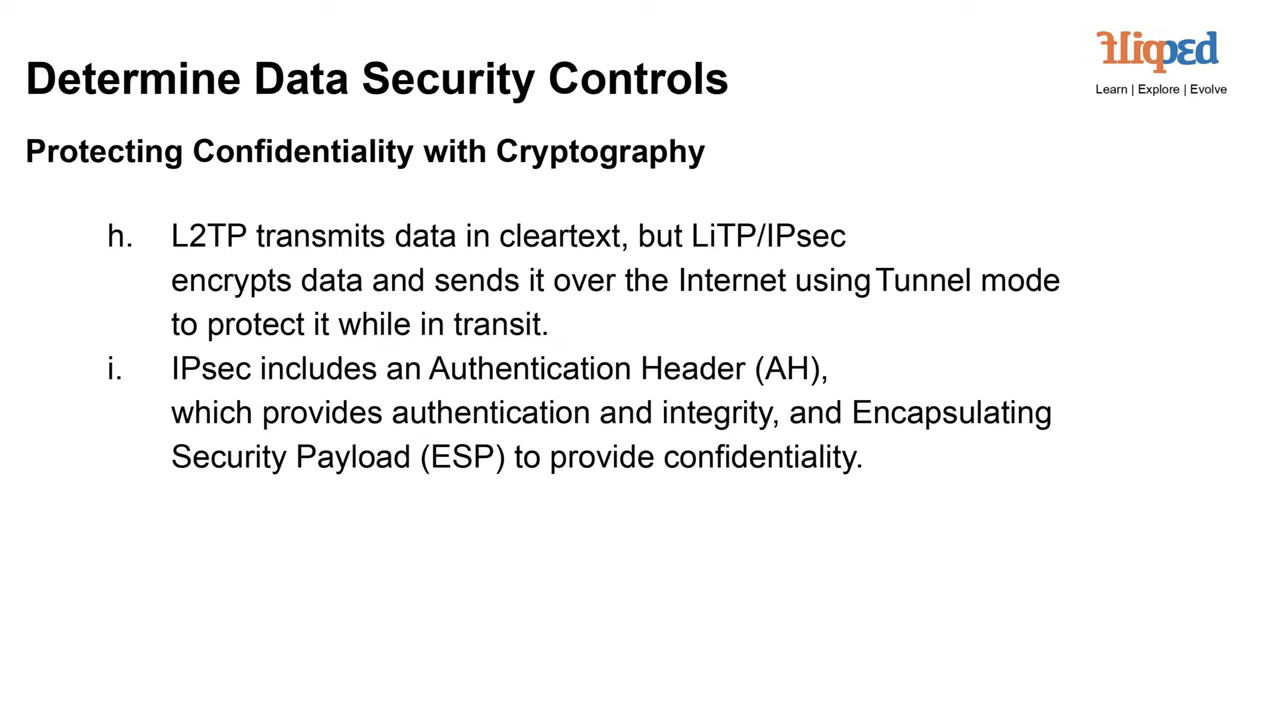 Determine Data Security Controls
flipped
Learn | Explore | Evolve
Protecting Confidentiality with Cryptography
h. L2TP transmits data in cleartext, but LiTP/IPsec
encrypts data and sends it over the Internet using Tunnel mode
to protect it while in transit.
i. IPsec includes an Authentication Header (AH),
which provides authentication and integrity, and Encapsulating
Security Payload (ESP) to provide confidentiality.